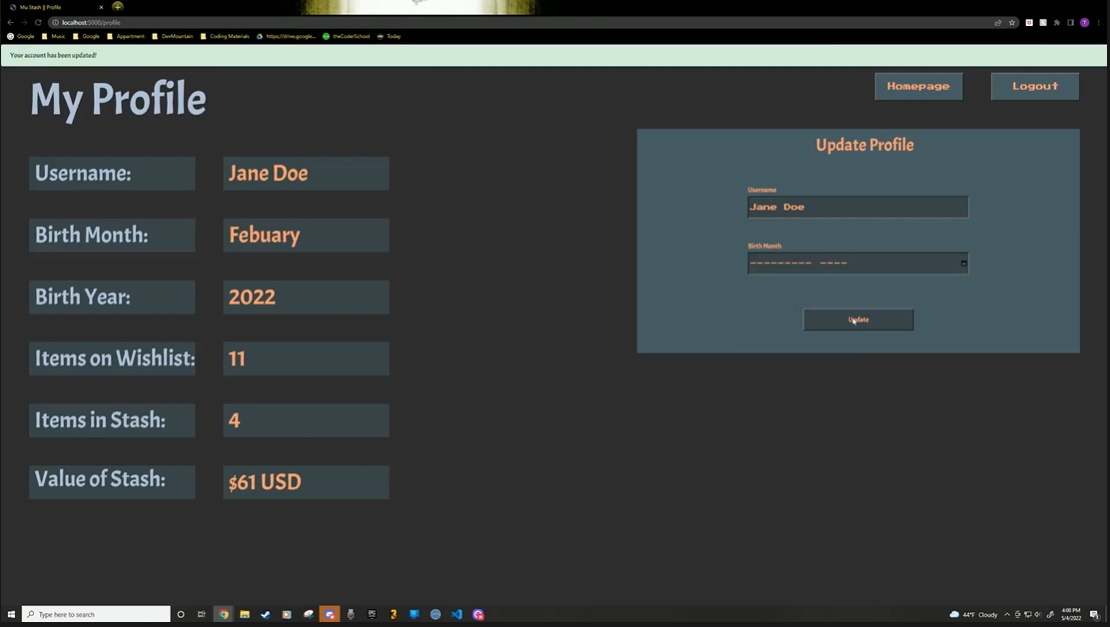 Mu Stash || Profile
localhost:5000/profile
Google
Music
Google
Appartment
DevMountain
Coding Materials
https://drive.google...
theCoderSchool
Today
Your account has been updated!
My Profile
Homepage
Logout
Update Profile
Username:
Jane Doe
Username
Jane Doe
Birth Month:
Febuary
Birth Month
--------- ----
Birth Year:
2022
Update
Items on Wishlist:
11
Items in Stash:
4
Value of Stash:
$61 USD
Type here to search
44°F Cloudy
4:00 PM
5/4/2022